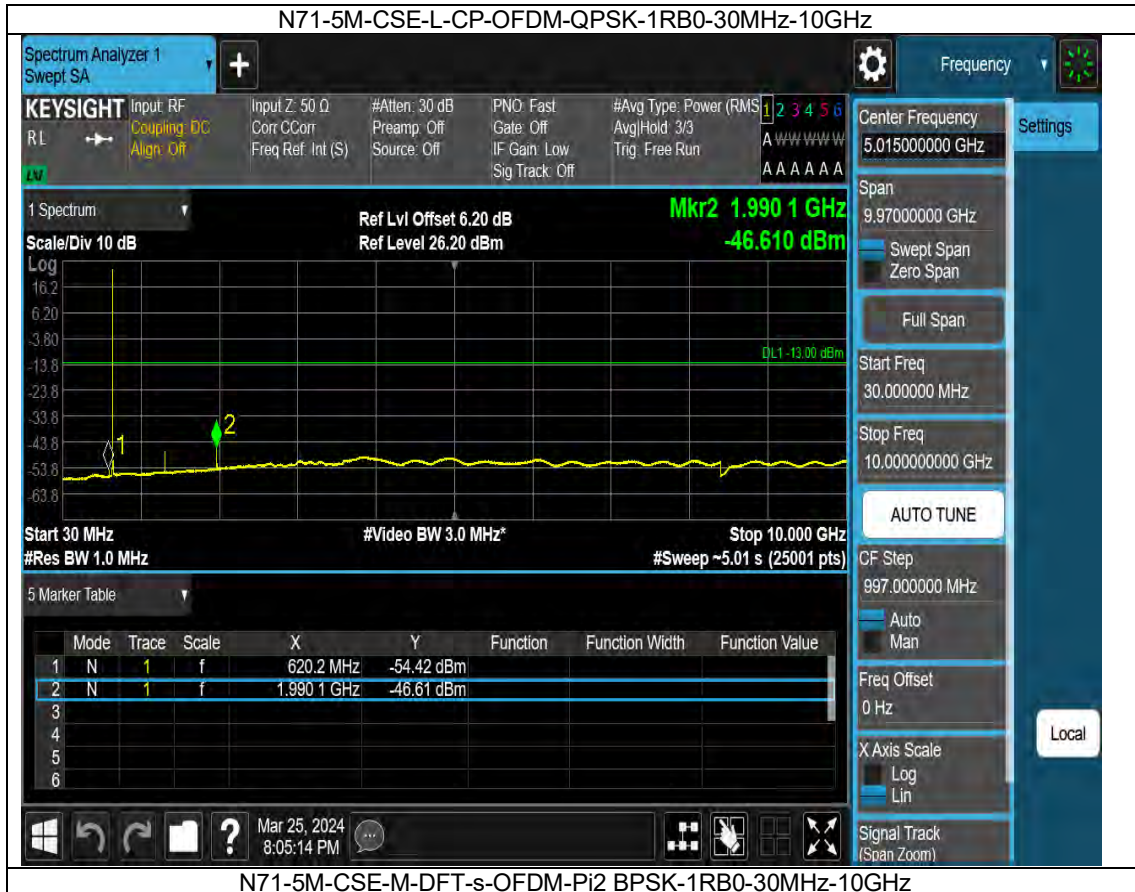 N71-5M-CSE-L-CP-OFDM-QPSK-1RB0-30MHz-10GHz
Spectrum Analyzer 1
Swept SA
Frequency
KEYSIGHT
RL
LXI
Input: RF
Coupling: DC
Align: Off
Input Z: 50 Ω
Corr CCorr
Freq Ref: Int (S)
#Atten: 30 dB
Preamp: Off
Source: Off
PNO: Fast
Gate: Off
IF Gain: Low
Sig Track: Off
#Avg Type: Power (RMS
Avg|Hold: 3/3
Trig: Free Run
1 2 3 4 5 6
A W W W W W
A A A A A A
1 Spectrum
Scale/Div 10 dB
Ref Lvl Offset 6.20 dB
Ref Level 26.20 dBm
Mkr2 1.990 1 GHz
-46.610 dBm
Log
16.2
6.20
-3.80
-13.8
-23.8
-33.8
-43.8
-53.8
-63.8
DL1 -13.00 dBm
1
2
Start 30 MHz
#Video BW 3.0 MHz*
Stop 10.000 GHz
#Res BW 1.0 MHz
#Sweep ~5.01 s (25001 pts)
5 Marker Table
Mode Trace Scale X Y Function Function Width Function Value
1 N 1 f 620.2 MHz -54.42 dBm
2 N 1 f 1.990 1 GHz -46.61 dBm
3
4
5
6
Mar 25, 2024
8:05:14 PM
Center Frequency
5.015000000 GHz
Settings
Span
9.97000000 GHz
Swept Span
Zero Span
Full Span
Start Freq
30.000000 MHz
Stop Freq
10.000000000 GHz
AUTO TUNE
CF Step
997.000000 MHz
Auto
Man
Freq Offset
0 Hz
X Axis Scale
Log
Lin
Local
Signal Track
(Span Zoom)
N71-5M-CSE-M-DFT-s-OFDM-Pi2 BPSK-1RB0-30MHz-10GHz